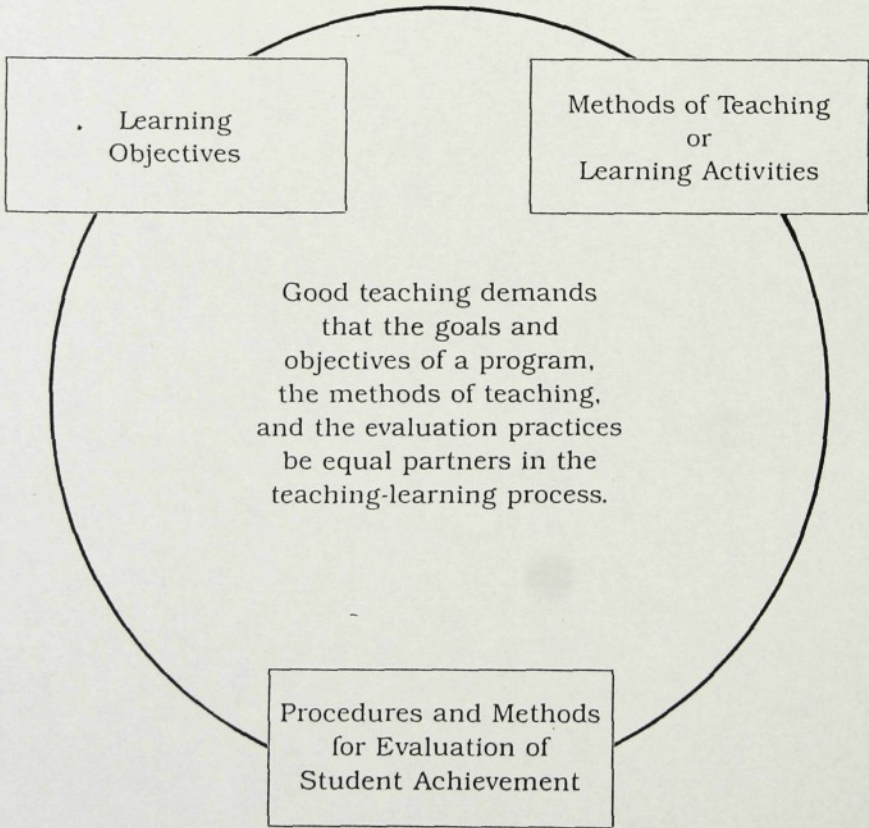 Learning
Objectives
Methods of Teaching
or
Learning Activities
Good teaching demands
that the goals and
objectives of a program,
the methods of teaching,
and the evaluation practices
be equal partners in the
teaching-learning process.
Procedures and Methods
for Evaluation of
Student Achievement